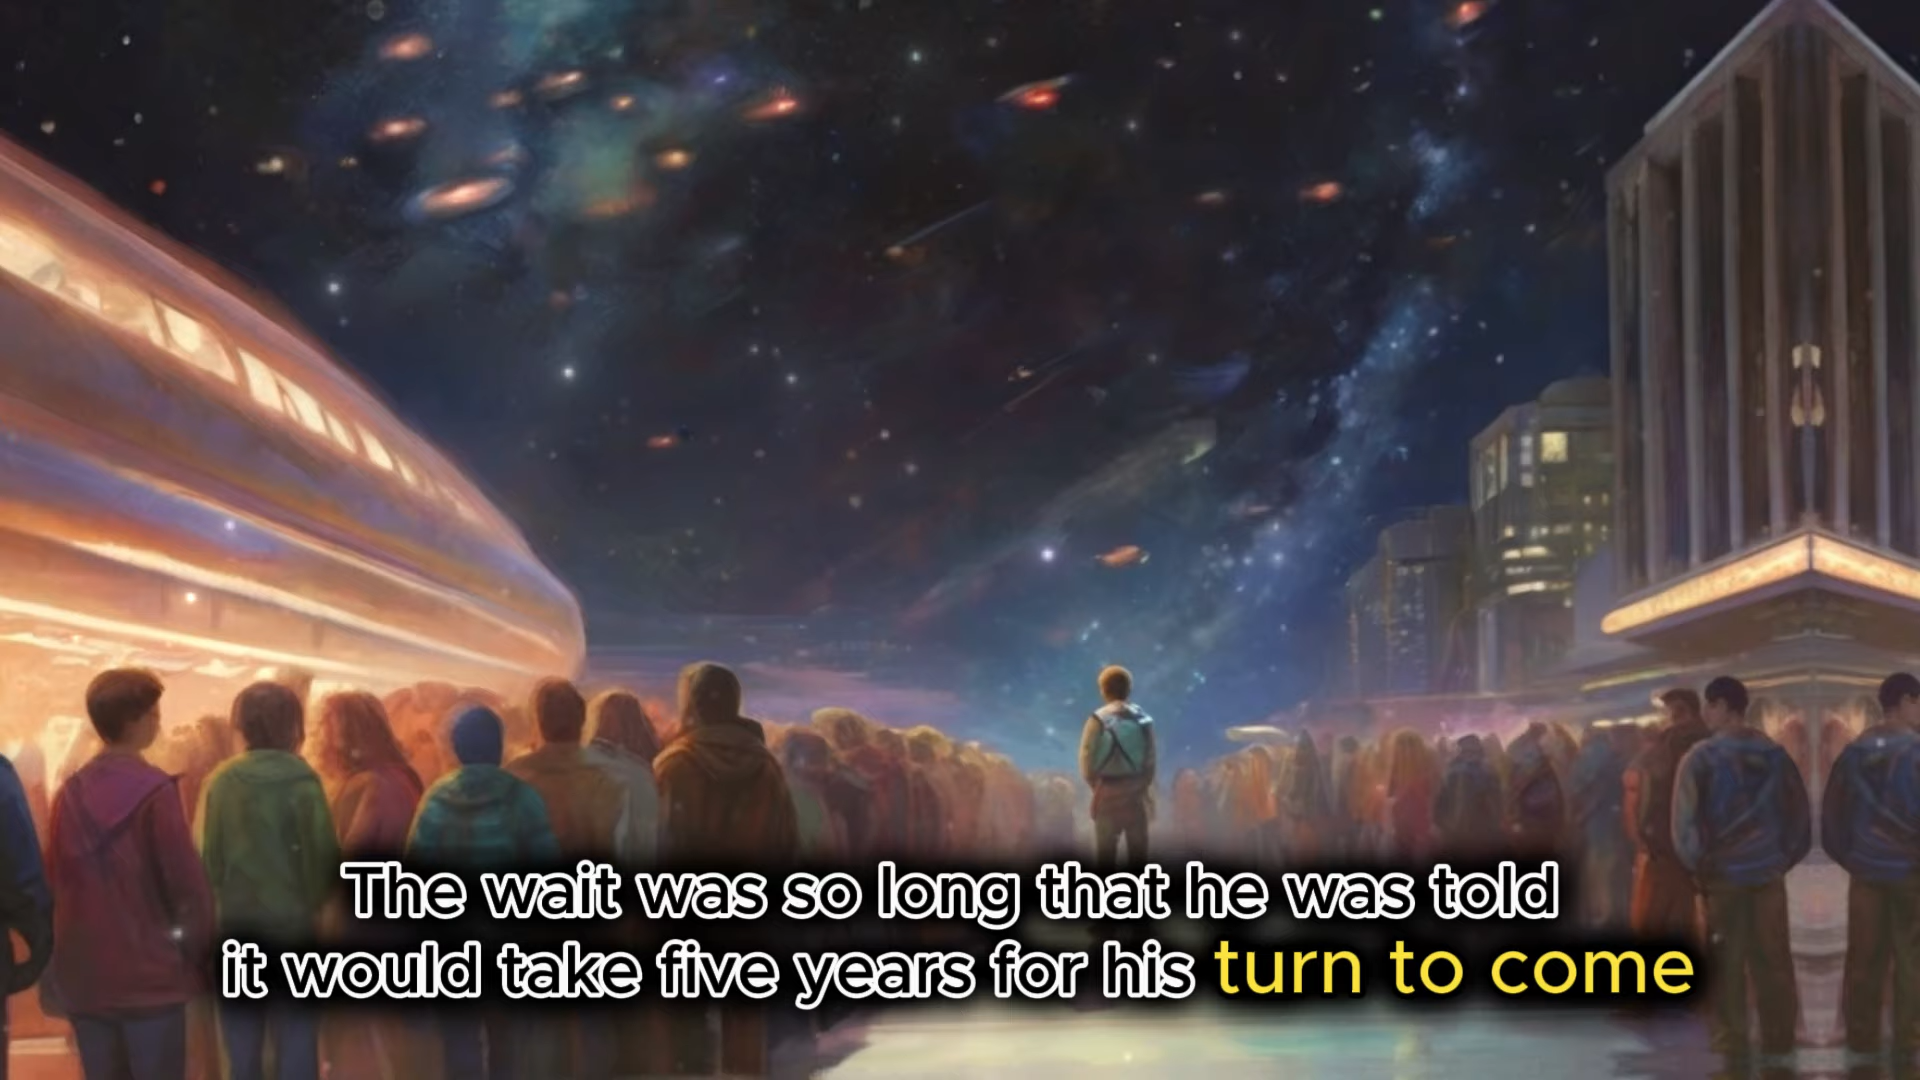 The wait was so long that he was told
it would take five years for his turn to come